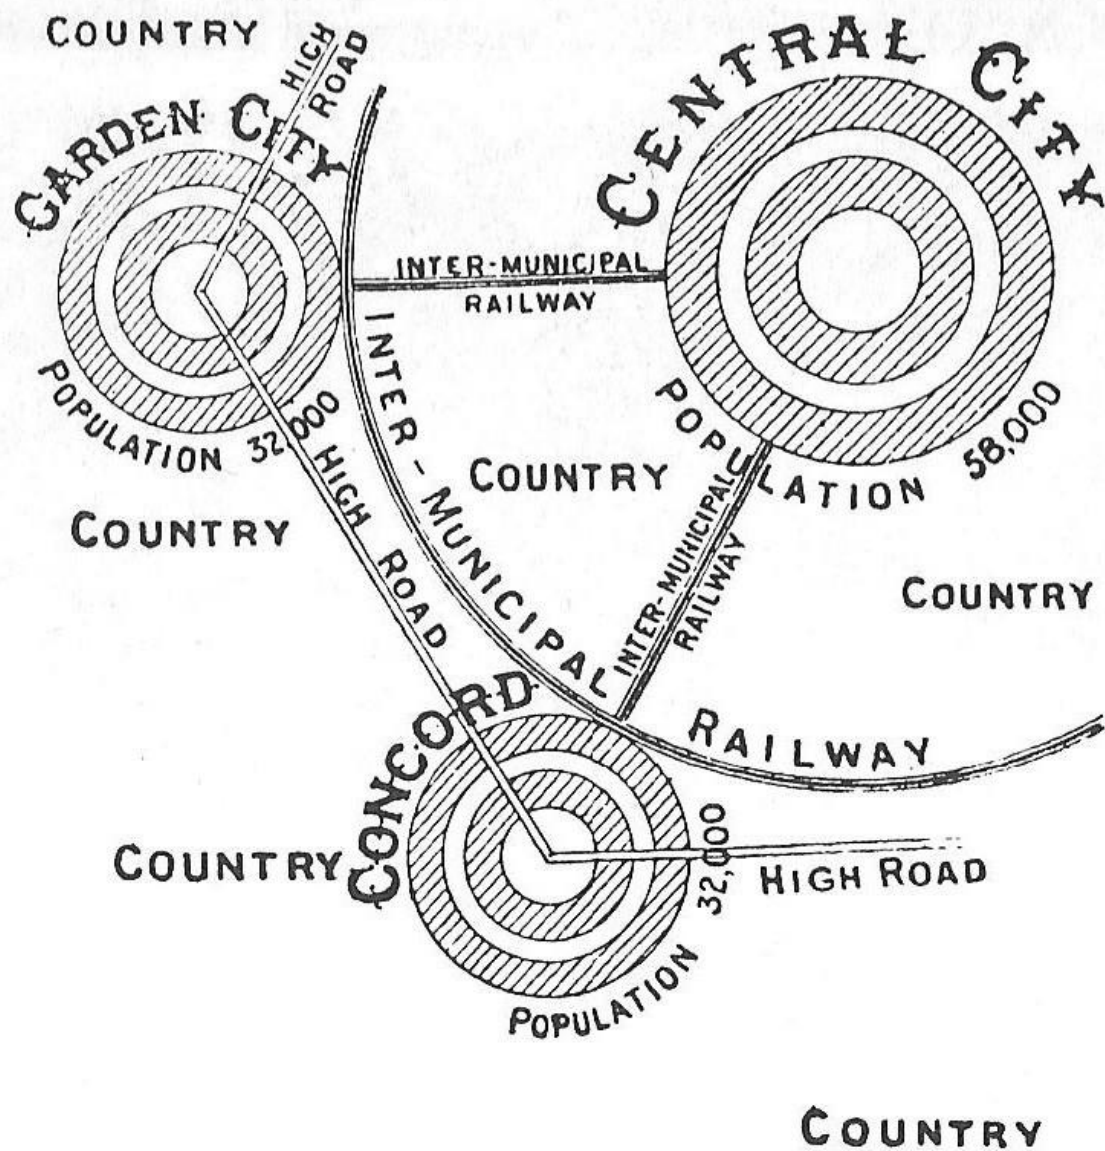 COUNTRY
HIGH
ROAD
GARDEN CITY
POPULATION 32,000
CENTRAL CITY
POPULATION 58,000
INTER-MUNICIPAL
RAILWAY
INTER-MUNICIPAL RAILWAY
COUNTRY
COUNTRY
HIGH ROAD
INTER-MUNICIPAL
RAILWAY
COUNTRY
CONCORD
POPULATION 32,000
COUNTRY
HIGH ROAD
COUNTRY